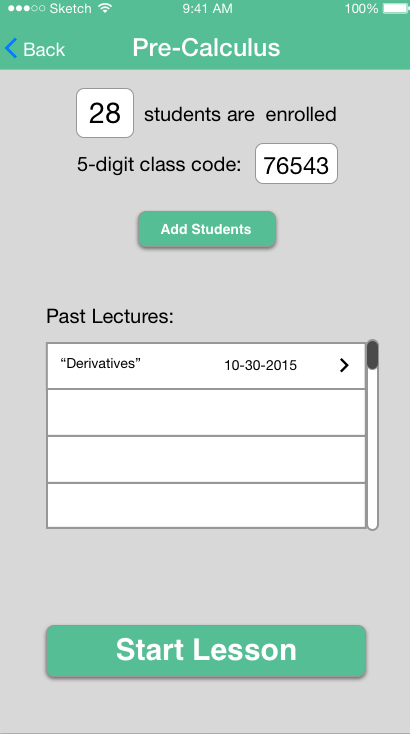 Sketch 9:41 AM 100%
Back Pre-Calculus
28 students are enrolled
5-digit class code: 76543
Add Students
Past Lectures:
“Derivatives” 10-30-2015
Start Lesson